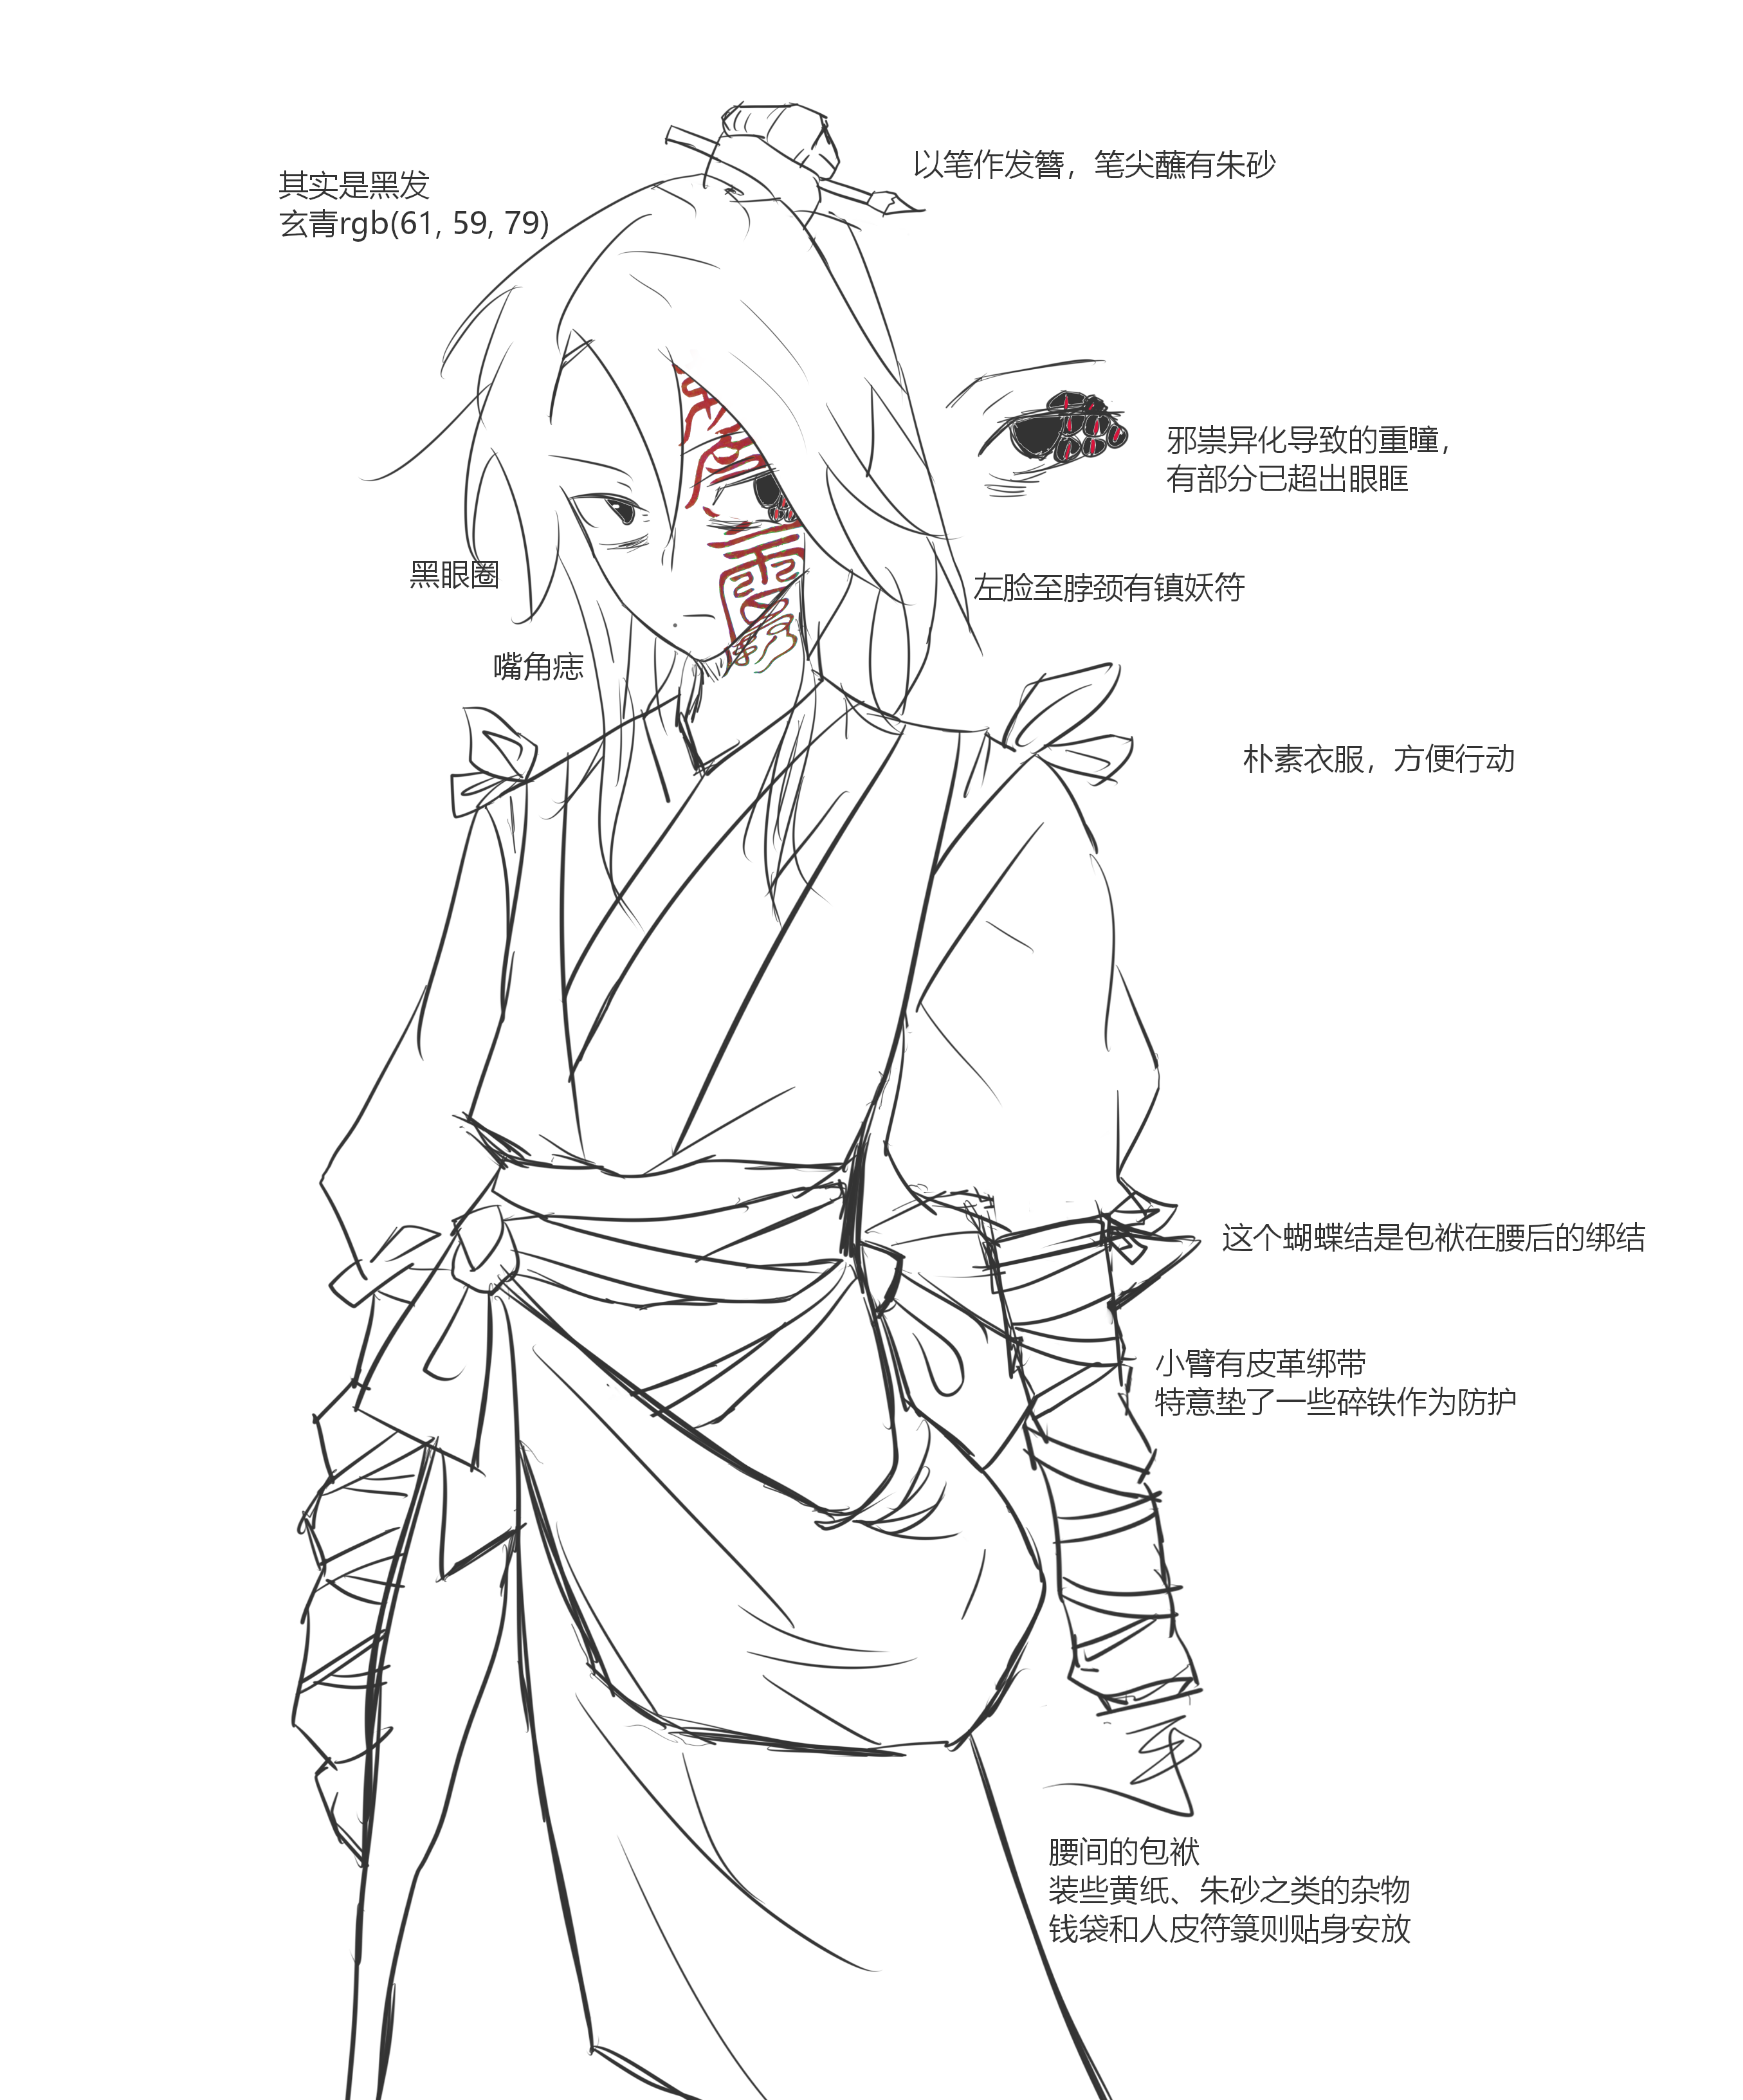 以笔作发簪，笔尖蘸有朱砂
其实是黑发
玄青rgb(61, 59, 79)
邪祟异化导致的重瞳，
有部分已超出眼眶
黑眼圈
左脸至脖颈有镇妖符
嘴角痣
朴素衣服，方便行动
这个蝴蝶结是包袱在腰后的绑结
小臂有皮革绑带
特意垫了一些碎铁作为防护
腰间的包袱
装些黄纸、朱砂之类的杂物
钱袋和人皮符箓则贴身安放